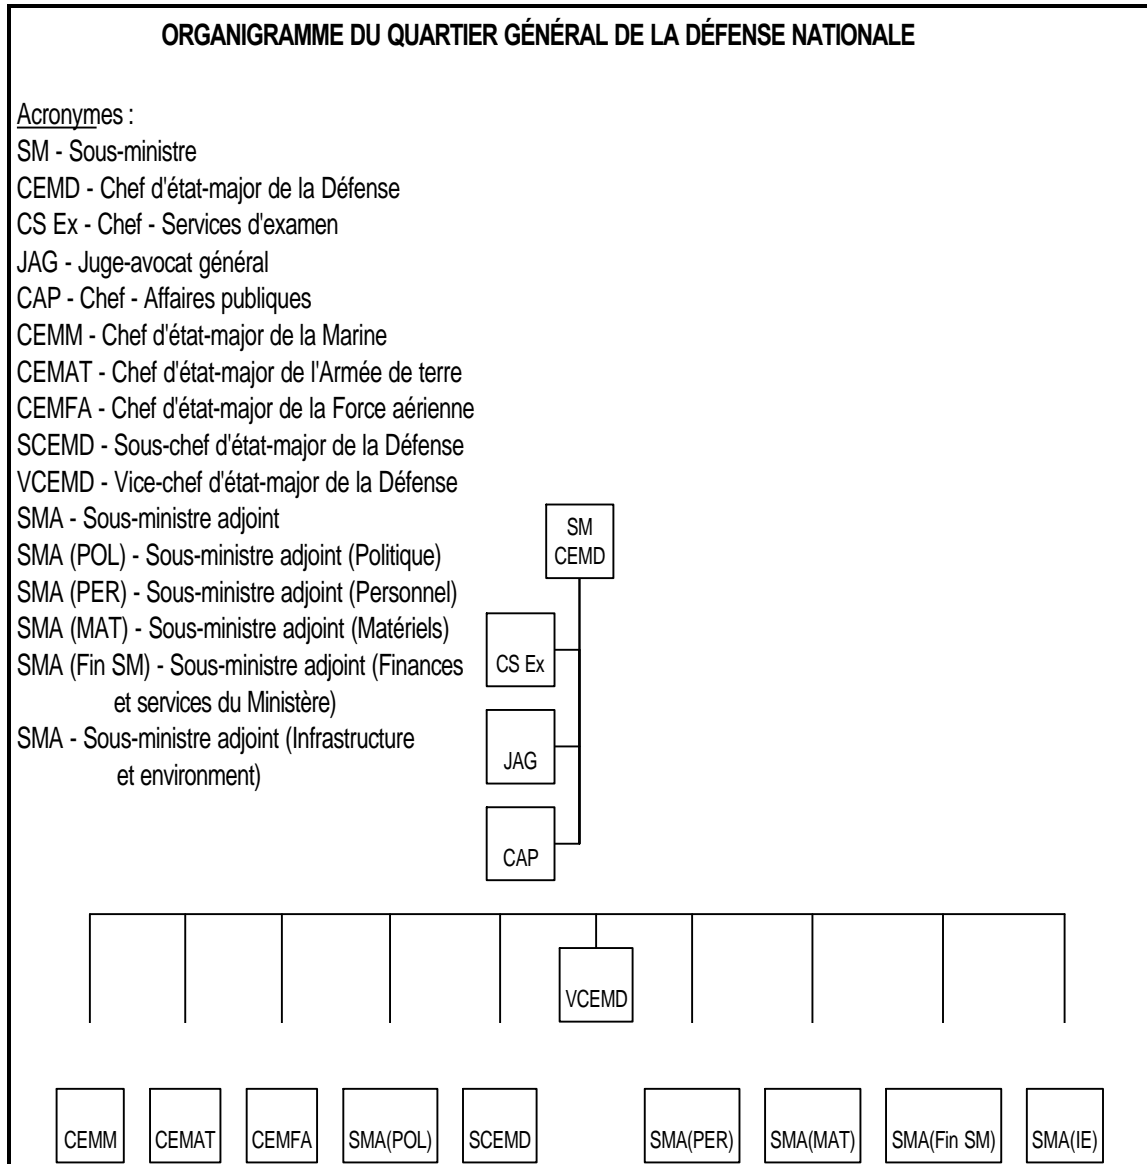 ORGANIGRAMME DU QUARTIER GÉNÉRAL DE LA DÉFENSE NATIONALE
Acronymes :
SM - Sous-ministre
CEMD - Chef d'état-major de la Défense
CS Ex - Chef - Services d'examen
JAG - Juge-avocat général
CAP - Chef - Affaires publiques
CEMM - Chef d'état-major de la Marine
CEMAT - Chef d'état-major de l'Armée de terre
CEMFA - Chef d'état-major de la Force aérienne
SCEMD - Sous-chef d'état-major de la Défense
VCEMD - Vice-chef d'état-major de la Défense
SMA - Sous-ministre adjoint
SMA (POL) - Sous-ministre adjoint (Politique)
SMA (PER) - Sous-ministre adjoint (Personnel)
SMA (MAT) - Sous-ministre adjoint (Matériels)
SMA (Fin SM) - Sous-ministre adjoint (Finances
et services du Ministère)
SMA - Sous-ministre adjoint (Infrastructure
et environment)
SM
CEMD
CS Ex
JAG
CAP
VCEMD
CEMM
CEMAT
CEMFA
SMA(POL)
SCEMD
SMA(PER)
SMA(MAT)
SMA(Fin SM)
SMA(IE)